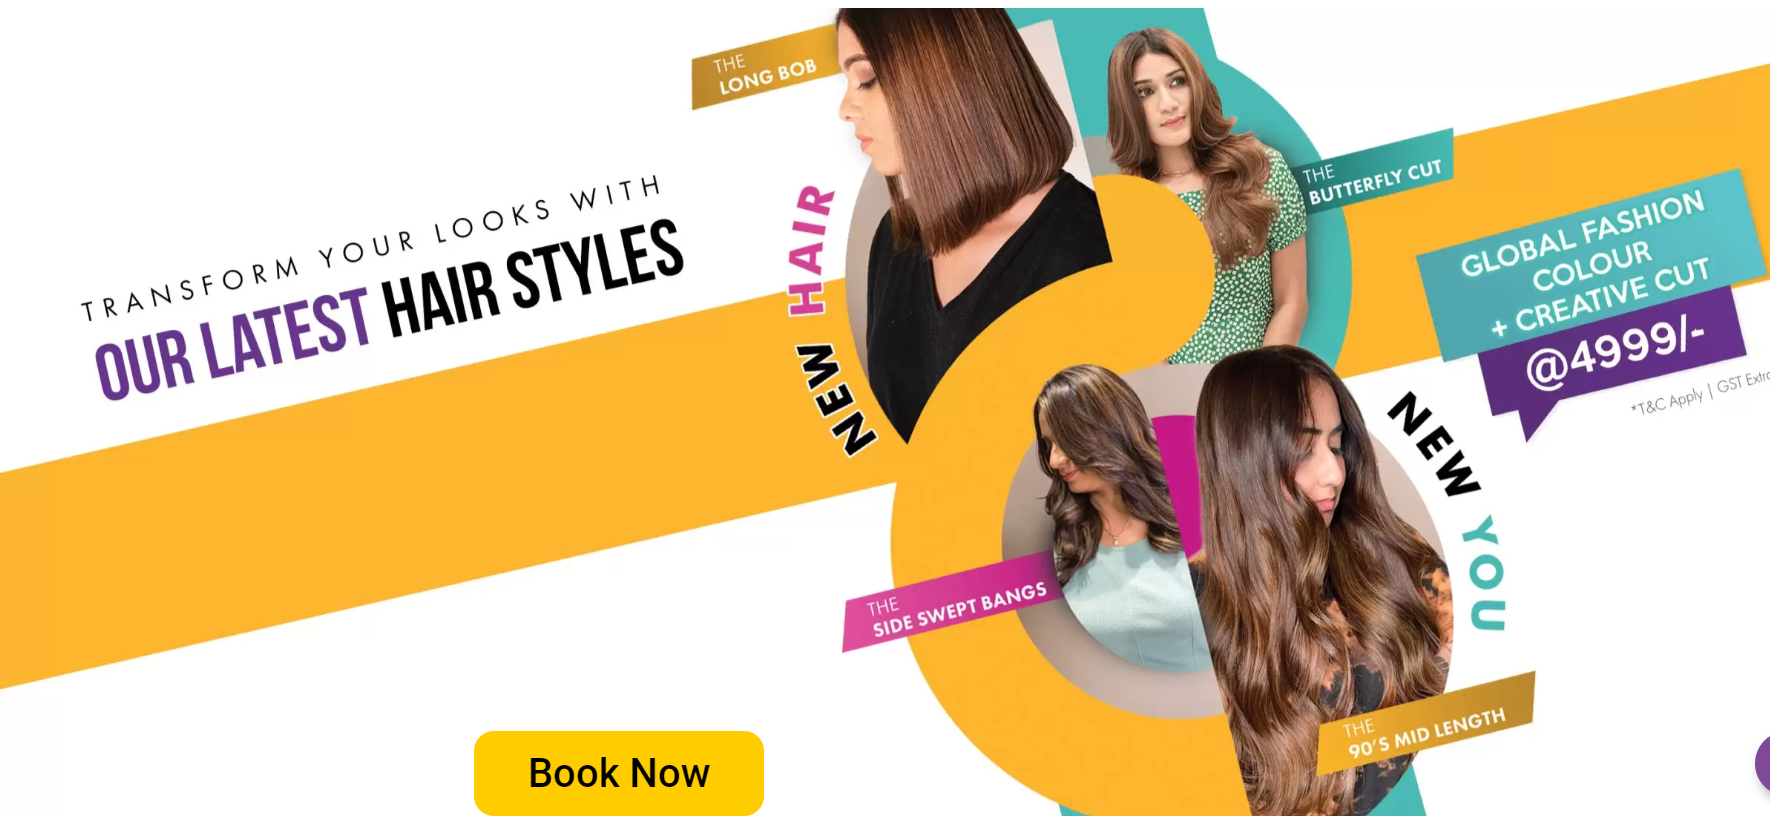 TRANSFORM YOUR LOOKS WITH
OUR LATEST HAIR STYLES
THE
LONG BOB
NEW HAIR
THE
BUTTERFLY CUT
GLOBAL FASHION
COLOUR
+ CREATIVE CUT
@4999/-
*T&C Apply | GST Extra
NEW YOU
THE
SIDE SWEPT BANGS
THE
90'S MID LENGTH
Book Now